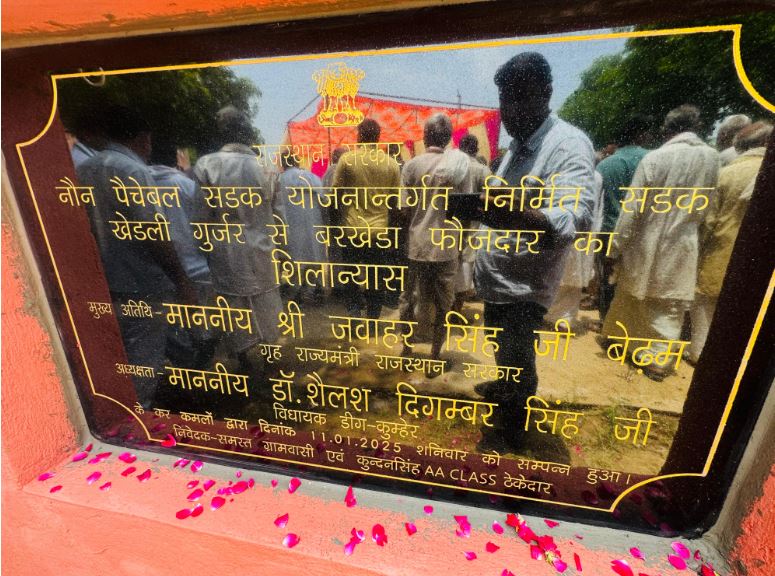 राजस्थान सरकार
नौन पैचेबल सडक योजनान्तर्गत निर्मित सडक
खेडली गुर्जर से बरखेडा फौजदार का
शिलान्यास
मुख्य अतिथि-माननीय श्री जवाहर सिंह जी बेढ़म
गृह राज्यमंत्री राजस्थान सरकार
अध्यक्षता-माननीय डॉ.शैलश दिगम्बर सिंह जी
विधायक डीग-कुम्हेर
के कर कमलों द्वारा दिनांक 11.01.2025 शनिवार को सम्पन्न हुआ।
निवेदक-समस्त ग्रामवासी एवं कुन्दनसिंह AA CLASS ठेकेदार